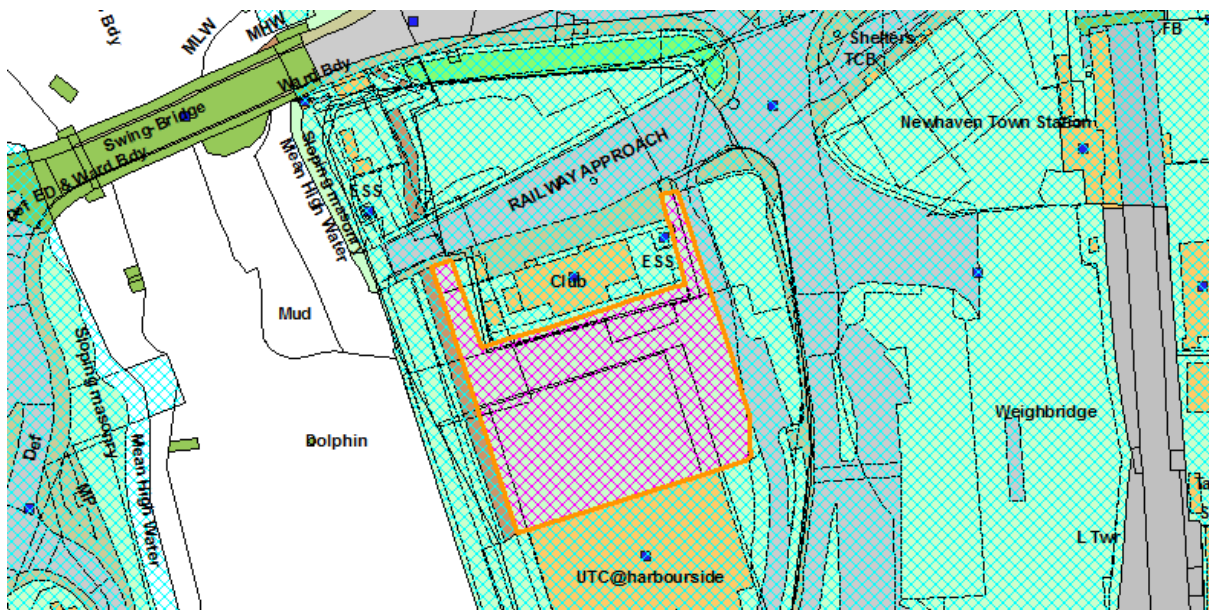 Bdy
MLW
MHW
Ward Bdy
Swing Bridge
ED & Ward Bdy
Def
Shelters
TCB
FB
Newhaven Town Station
RAILWAY APPROACH
Sloping masonry
Mean High Water
ESS
ESS
Club
Mud
Dolphin
Sloping masonry
Mean High Water
Def
MP
Weighbridge
L Twr
Ta
S
UTC@harbourside